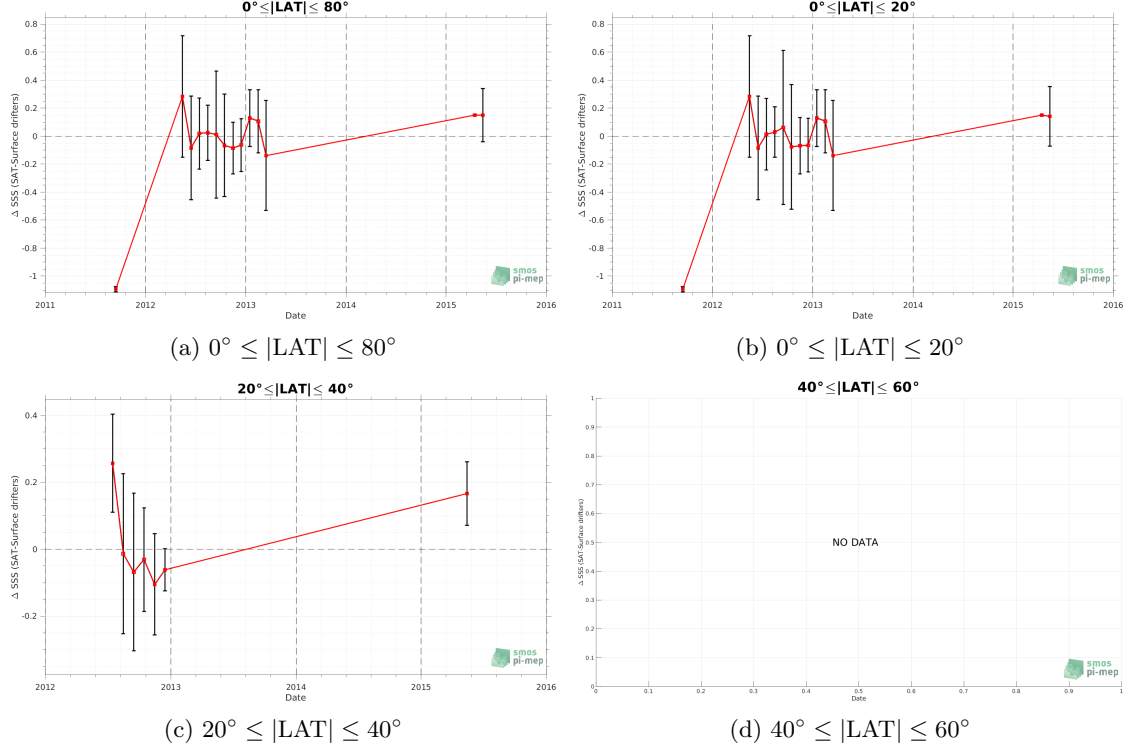 0°≤|LAT|≤ 80°
Δ SSS (SAT-Surface drifters)
0.8
0.6
0.4
0.2
0
-0.2
-0.4
-0.6
-0.8
-1
2011 2012 2013 2014 2015 2016
Date
smos
pi-mep
(a) 0° ≤ |LAT| ≤ 80°
0°≤|LAT|≤ 20°
Δ SSS (SAT-Surface drifters)
0.8
0.6
0.4
0.2
0
-0.2
-0.4
-0.6
-0.8
-1
2011 2012 2013 2014 2015 2016
Date
smos
pi-mep
(b) 0° ≤ |LAT| ≤ 20°
20°≤|LAT|≤ 40°
Δ SSS (SAT-Surface drifters)
0.4
0.2
0
-0.2
2012 2013 2014 2015 2016
Date
smos
pi-mep
(c) 20° ≤ |LAT| ≤ 40°
40°≤|LAT|≤ 60°
Δ SSS (SAT-Surface drifters)
1
0.9
0.8
0.7
0.6
0.5
0.4
0.3
0.2
0.1
0
NO DATA
0 0.1 0.2 0.3 0.4 0.5 0.6 0.7 0.8 0.9 1
Date
smos
pi-mep
(d) 40° ≤ |LAT| ≤ 60°